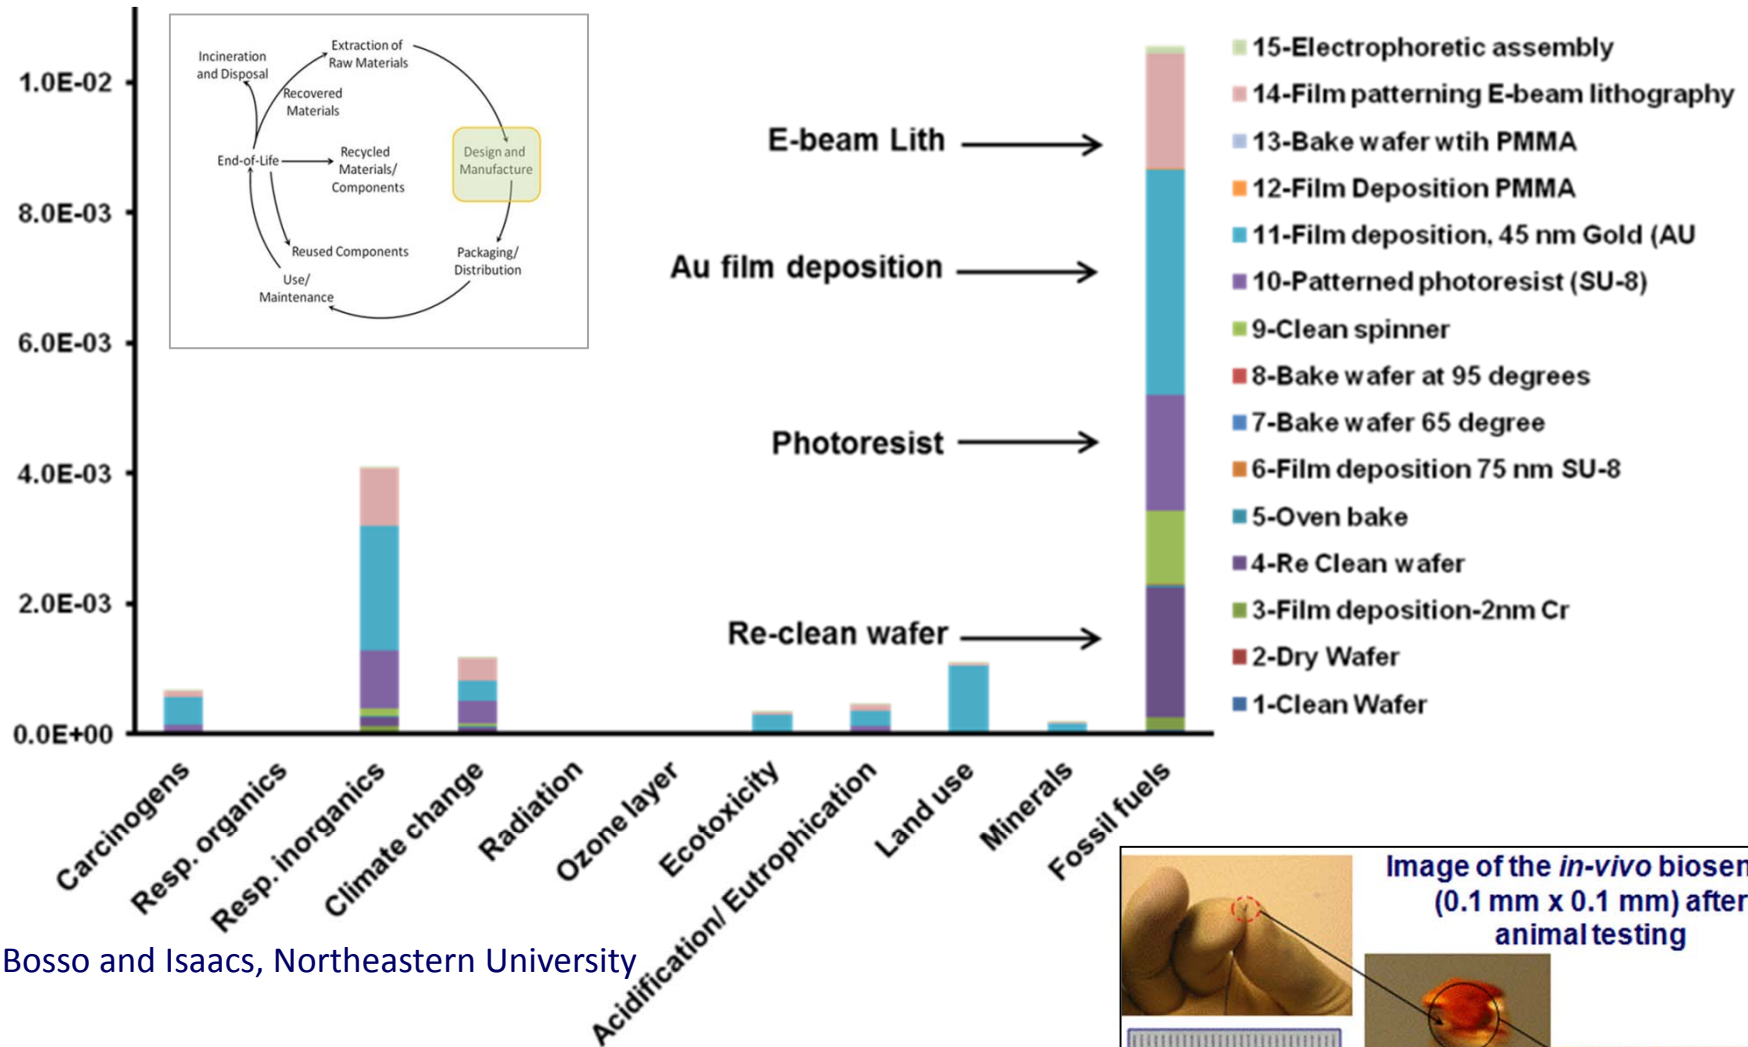 1.0E-02
8.0E-03
6.0E-03
4.0E-03
2.0E-03
0.0E+00
Incineration
and Disposal
Extraction of
Raw Materials
Recovered
Materials
End-of-Life
Recycled
Materials/
Components
Design and
Manufacture
Reused Components
Use/
Maintenance
Packaging/
Distribution
E-beam Lith
Au film deposition
Photoresist
Re-clean wafer
15-Electrophoretic assembly
14-Film patterning E-beam lithography
13-Bake wafer wtih PMMA
12-Film Deposition PMMA
11-Film deposition, 45 nm Gold (AU
10-Patterned photoresist (SU-8)
9-Clean spinner
8-Bake wafer at 95 degrees
7-Bake wafer 65 degree
6-Film deposition 75 nm SU-8
5-Oven bake
4-Re Clean wafer
3-Film deposition-2nm Cr
2-Dry Wafer
1-Clean Wafer
Carcinogens
Resp. organics
Resp. inorganics
Climate change
Radiation
Ozone layer
Ecotoxicity
Acidification/ Eutrophication
Land use
Minerals
Fossil fuels
Bosso and Isaacs, Northeastern University
Image of the in-vivo biosen
(0.1 mm x 0.1 mm) after
animal testing